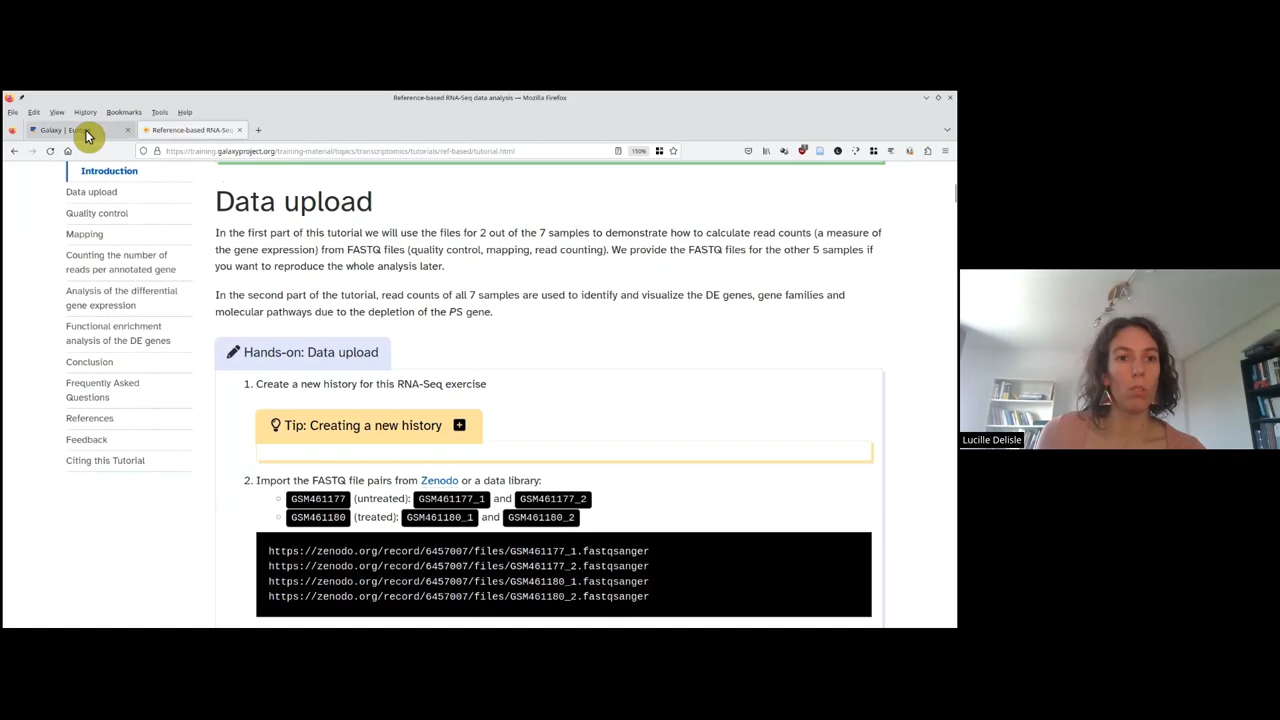 Reference-based RNA-Seq data analysis — Mozilla Firefox
File Edit View History Bookmarks Tools Help
Galaxy | Euro
Reference-based RNA-Seq
https://training.galaxyproject.org/training-material/topics/transcriptomics/tutorials/ref-based/tutorial.html
150%
Introduction
Data upload
Quality control
Mapping
Counting the number of
reads per annotated gene
Analysis of the differential
gene expression
Functional enrichment
analysis of the DE genes
Conclusion
Frequently Asked
Questions
References
Feedback
Citing this Tutorial
Data upload
In the first part of this tutorial we will use the files for 2 out of the 7 samples to demonstrate how to calculate read counts (a measure of
the gene expression) from FASTQ files (quality control, mapping, read counting). We provide the FASTQ files for the other 5 samples if
you want to reproduce the whole analysis later.
In the second part of the tutorial, read counts of all 7 samples are used to identify and visualize the DE genes, gene families and
molecular pathways due to the depletion of the PS gene.
Hands-on: Data upload
1. Create a new history for this RNA-Seq exercise
Tip: Creating a new history
2. Import the FASTQ file pairs from Zenodo or a data library:
GSM461177 (untreated): GSM461177_1 and GSM461177_2
GSM461180 (treated): GSM461180_1 and GSM461180_2
https://zenodo.org/record/6457007/files/GSM461177_1.fastqsanger
https://zenodo.org/record/6457007/files/GSM461177_2.fastqsanger
https://zenodo.org/record/6457007/files/GSM461180_1.fastqsanger
https://zenodo.org/record/6457007/files/GSM461180_2.fastqsanger
Lucille Delisle